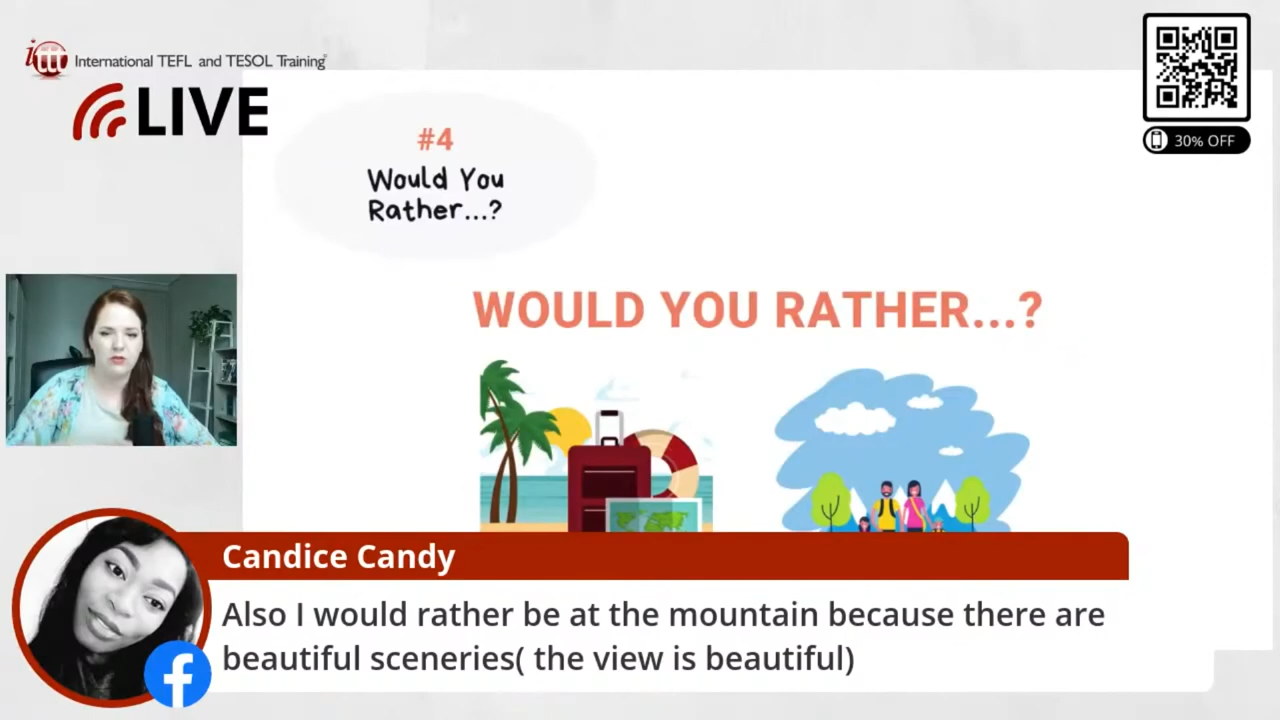 ittt International TEFL and TESOL Training
LIVE
30% OFF
#4
Would You
Rather...?
WOULD YOU RATHER...?
Candice Candy
Also I would rather be at the mountain because there are
beautiful sceneries( the view is beautiful)